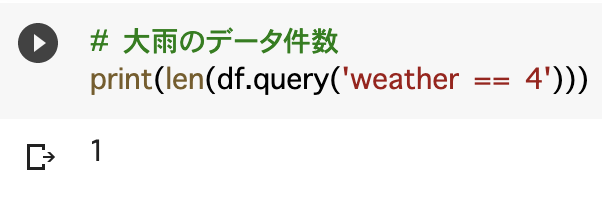 # 大雨のデータ件数
print(len(df.query('weather == 4')))
1